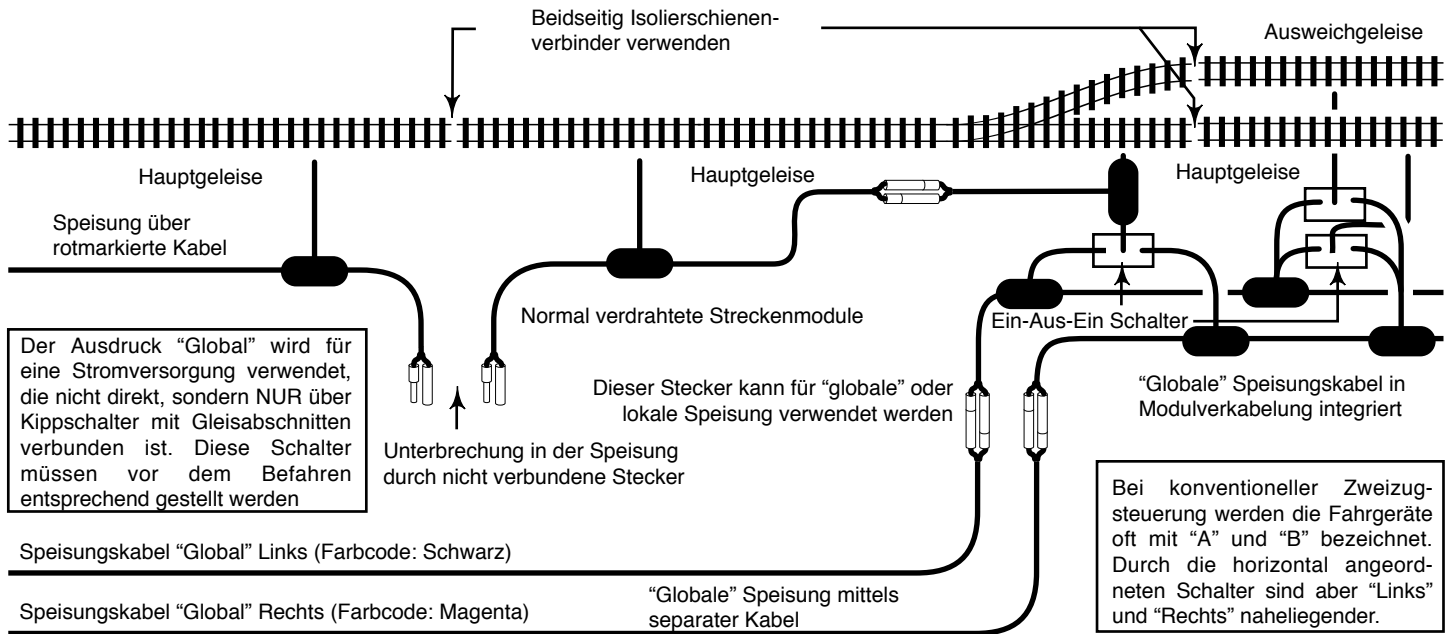 Beidseitig Isolierschienen-
verbinder verwenden
Ausweichgeleise
Hauptgeleise
Hauptgeleise
Hauptgeleise
Speisung über
rotmarkierte Kabel
Normal verdrahtete Streckenmodule
Ein-Aus-Ein Schalter
Der Ausdruck “Global” wird für
eine Stromversorgung verwendet,
die nicht direkt, sondern NUR über
Kippschalter mit Gleisabschnitten
verbunden ist. Diese Schalter
müssen vor dem Befahren
entsprechend gestellt werden
Unterbrechung in der Speisung
durch nicht verbundene Stecker
Dieser Stecker kann für “globale” oder
lokale Speisung verwendet werden
“Globale” Speisungskabel in
Modulverkabelung integriert
Bei konventioneller Zweizug-
steuerung werden die Fahrgeräte
oft mit “A” und “B” bezeichnet.
Durch die horizontal angeord-
neten Schalter sind aber “Links”
und “Rechts” naheliegender.
Speisungskabel “Global” Links (Farbcode: Schwarz)
Speisungskabel “Global” Rechts (Farbcode: Magenta)
“Globale” Speisung mittels
separater Kabel